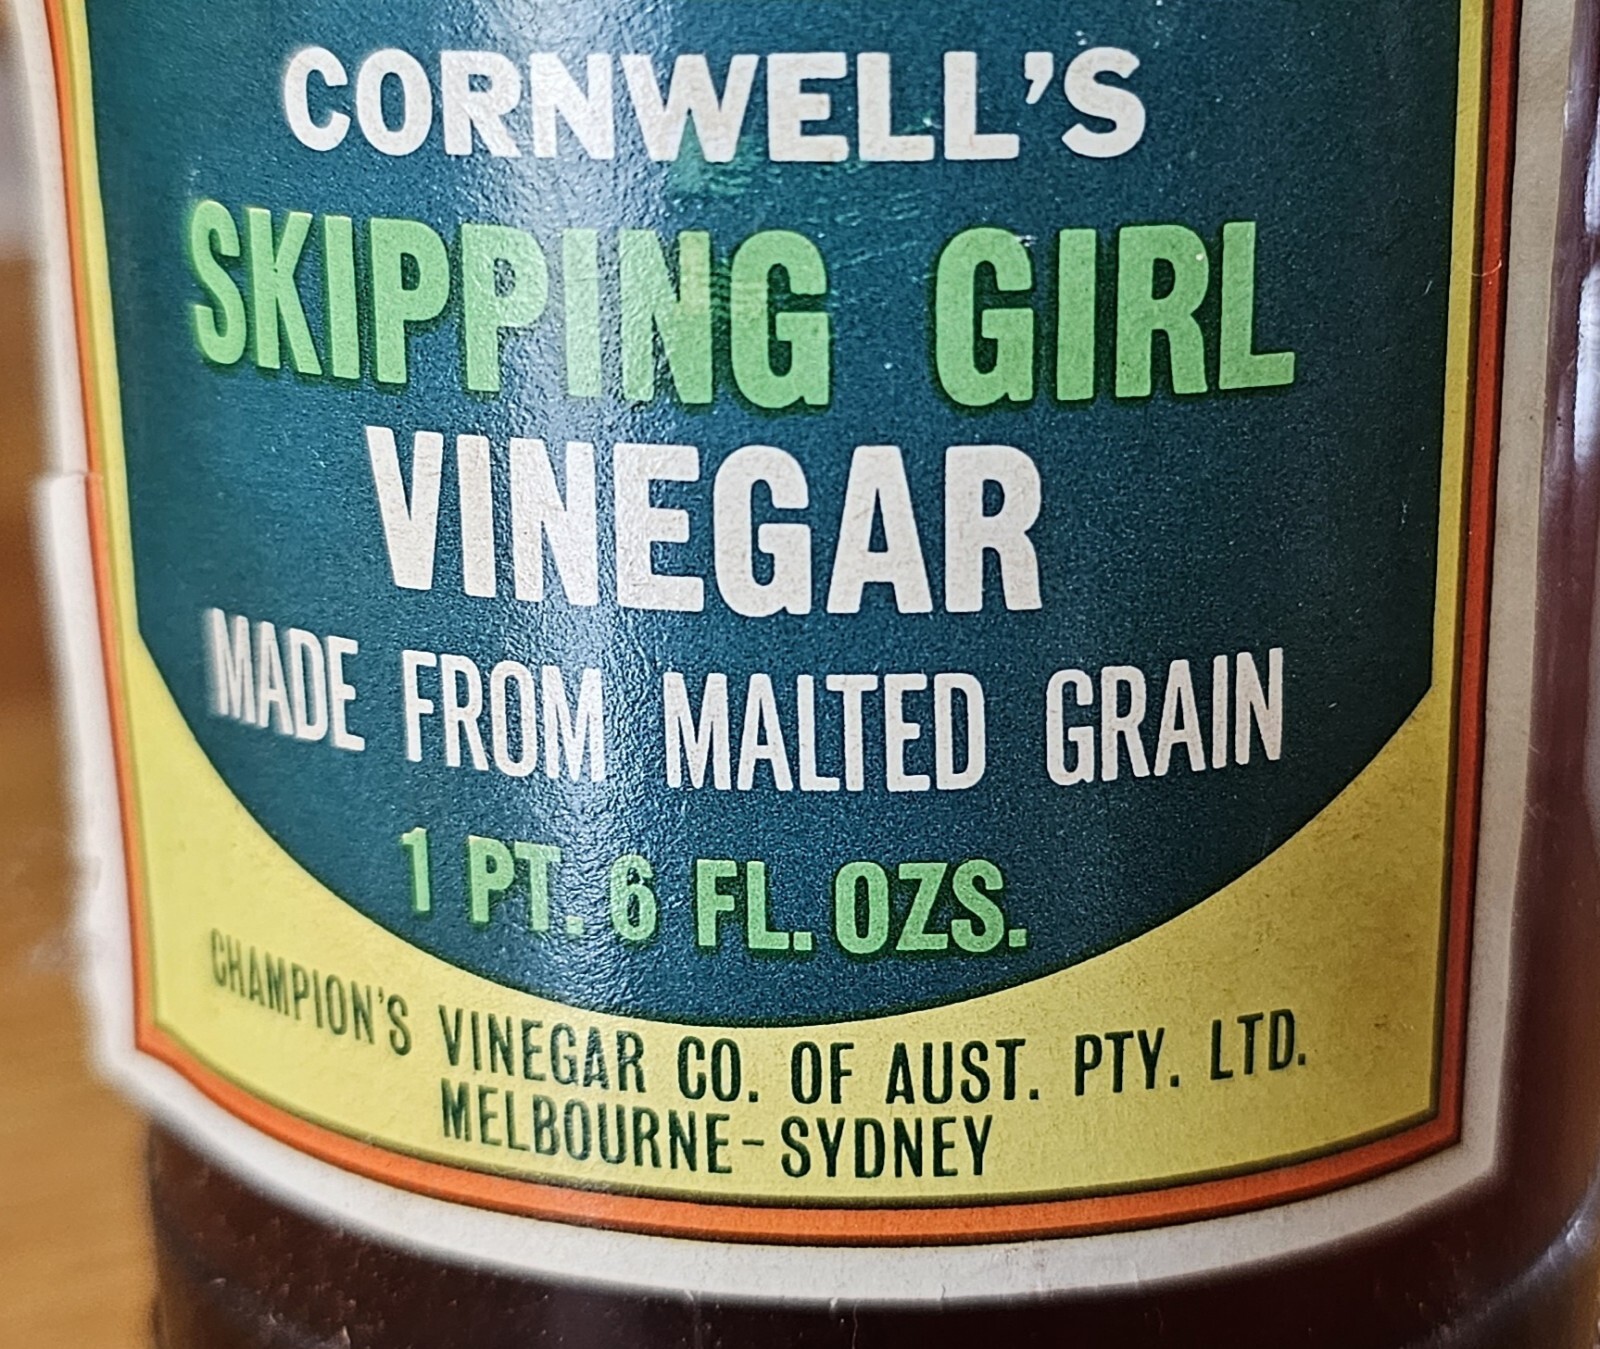 CORNWELL'S
SKIPPING GIRL
VINEGAR
MADE FROM MALTED GRAIN
1 PT. 6 FL. OZS.
CHAMPION'S VINEGAR CO. OF AUST. PTY. LTD.
MELBOURNE-SYDNEY